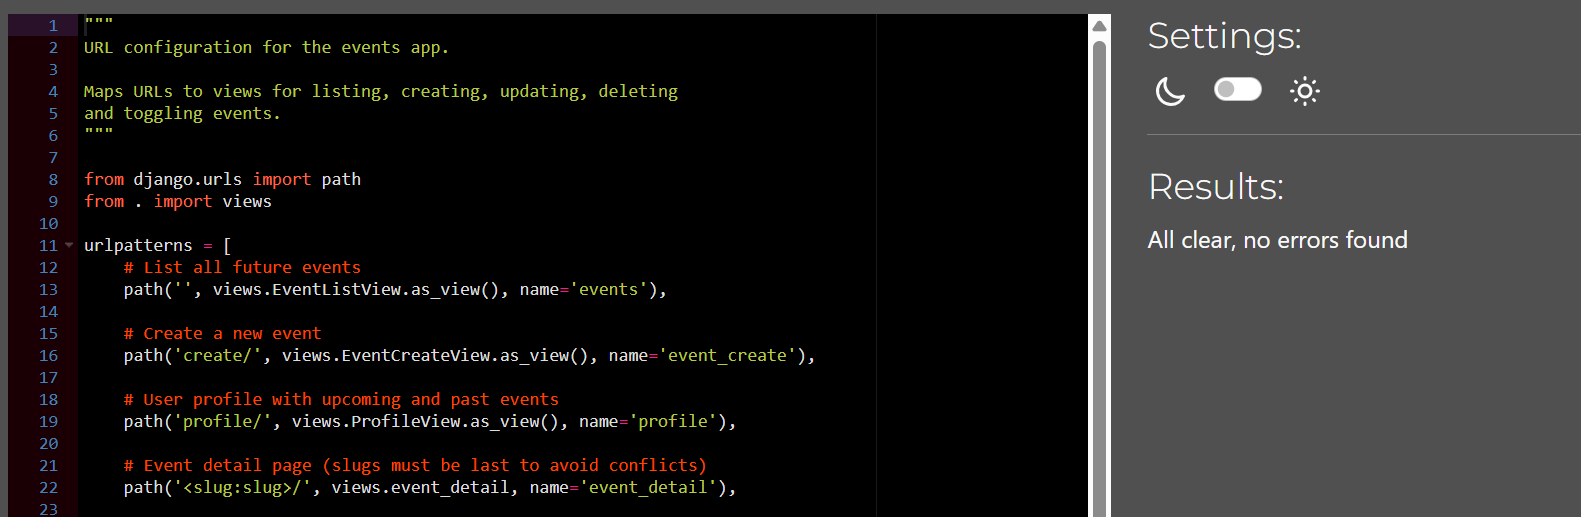 1 """
2 URL configuration for the events app.
3
4 Maps URLs to views for listing, creating, updating, deleting
5 and toggling events.
6 """
7
8 from django.urls import path
9 from . import views
10
11 urlpatterns = [
12     # List all future events
13     path('', views.EventListView.as_view(), name='events'),
14
15     # Create a new event
16     path('create/', views.EventCreateView.as_view(), name='event_create'),
17
18     # User profile with upcoming and past events
19     path('profile/', views.ProfileView.as_view(), name='profile'),
20
21     # Event detail page (slugs must be last to avoid conflicts)
22     path('<slug:slug>/', views.event_detail, name='event_detail'),
23
Settings:
Results:
All clear, no errors found